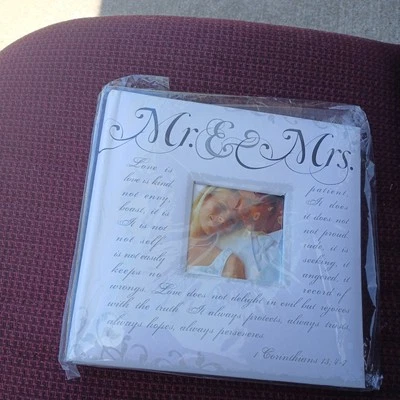 Mr. & Mrs.
Love is patient,
love is kind. It does
not envy, it does not
boast, it is not proud
It is not rude, it is
not self seeking, it
is not easily angered, it
keeps no record of
wrongs. Love does not delight in evil but rejoices
with the truth. It always protects, always trusts
always hopes, always perseveres.
1 Corinthians 13: 4-7